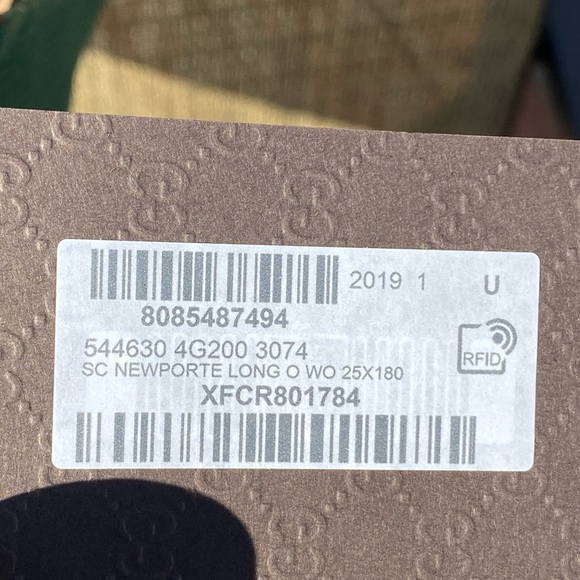 2019 1 U
8085487494
544630 4G200 3074
RFID
SC NEWPORTE LONG O WO 25X180
XFCR801784